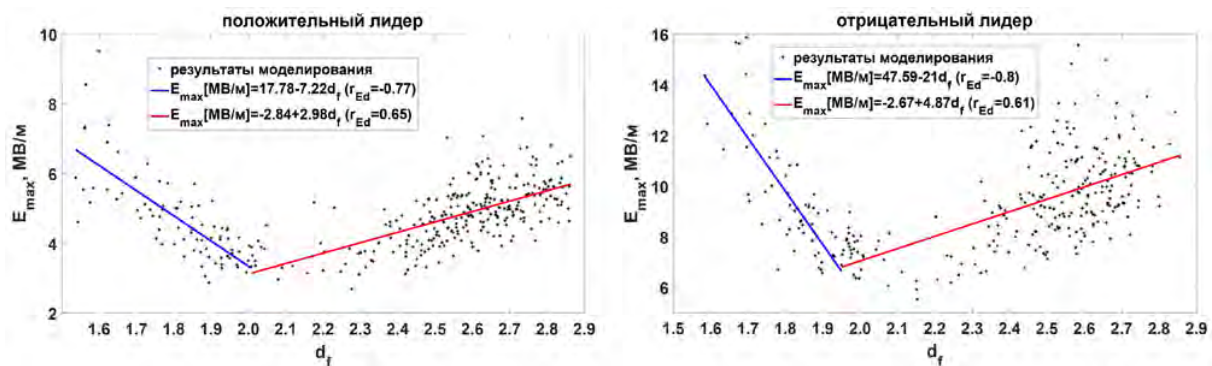 положительный лидер
10
8
6
4
2
E_max, МВ/м
результаты моделирования
E_max[МВ/м]=17.78-7.22d_f (r_Ed=-0.77)
E_max[МВ/м]=-2.84+2.98d_f (r_Ed=0.65)
1.6 1.7 1.8 1.9 2.0 2.1 2.2 2.3 2.4 2.5 2.6 2.7 2.8 2.9
d_f
отрицательный лидер
16
14
12
10
8
6
E_max, МВ/м
результаты моделирования
E_max[МВ/м]=47.59-21d_f (r_Ed=-0.8)
E_max[МВ/м]=-2.67+4.87d_f (r_Ed=0.61)
1.5 1.6 1.7 1.8 1.9 2.0 2.1 2.2 2.3 2.4 2.5 2.6 2.7 2.8 2.9
d_f